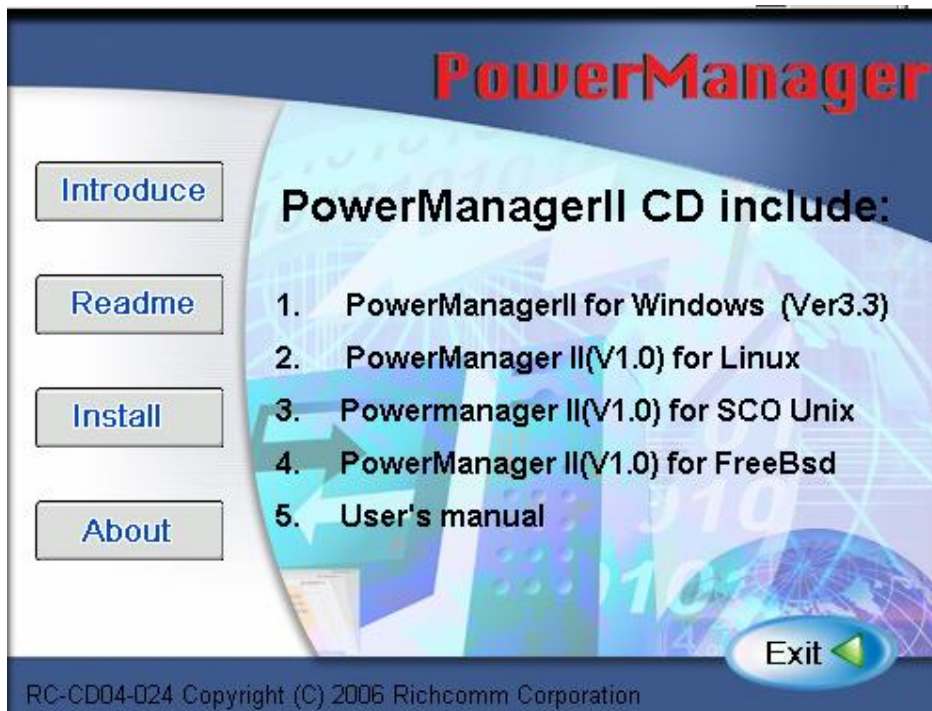 PowerManager
Introduce
Readme
Install
About
PowerManagerII CD include:
1. PowerManagerII for Windows (Ver3.3)
2. PowerManager II(V1.0) for Linux
3. Powermanager II(V1.0) for SCO Unix
4. PowerManager II(V1.0) for FreeBsd
5. User's manual
Exit
RC-CD04-024 Copyright (C) 2006 Richcomm Corporation